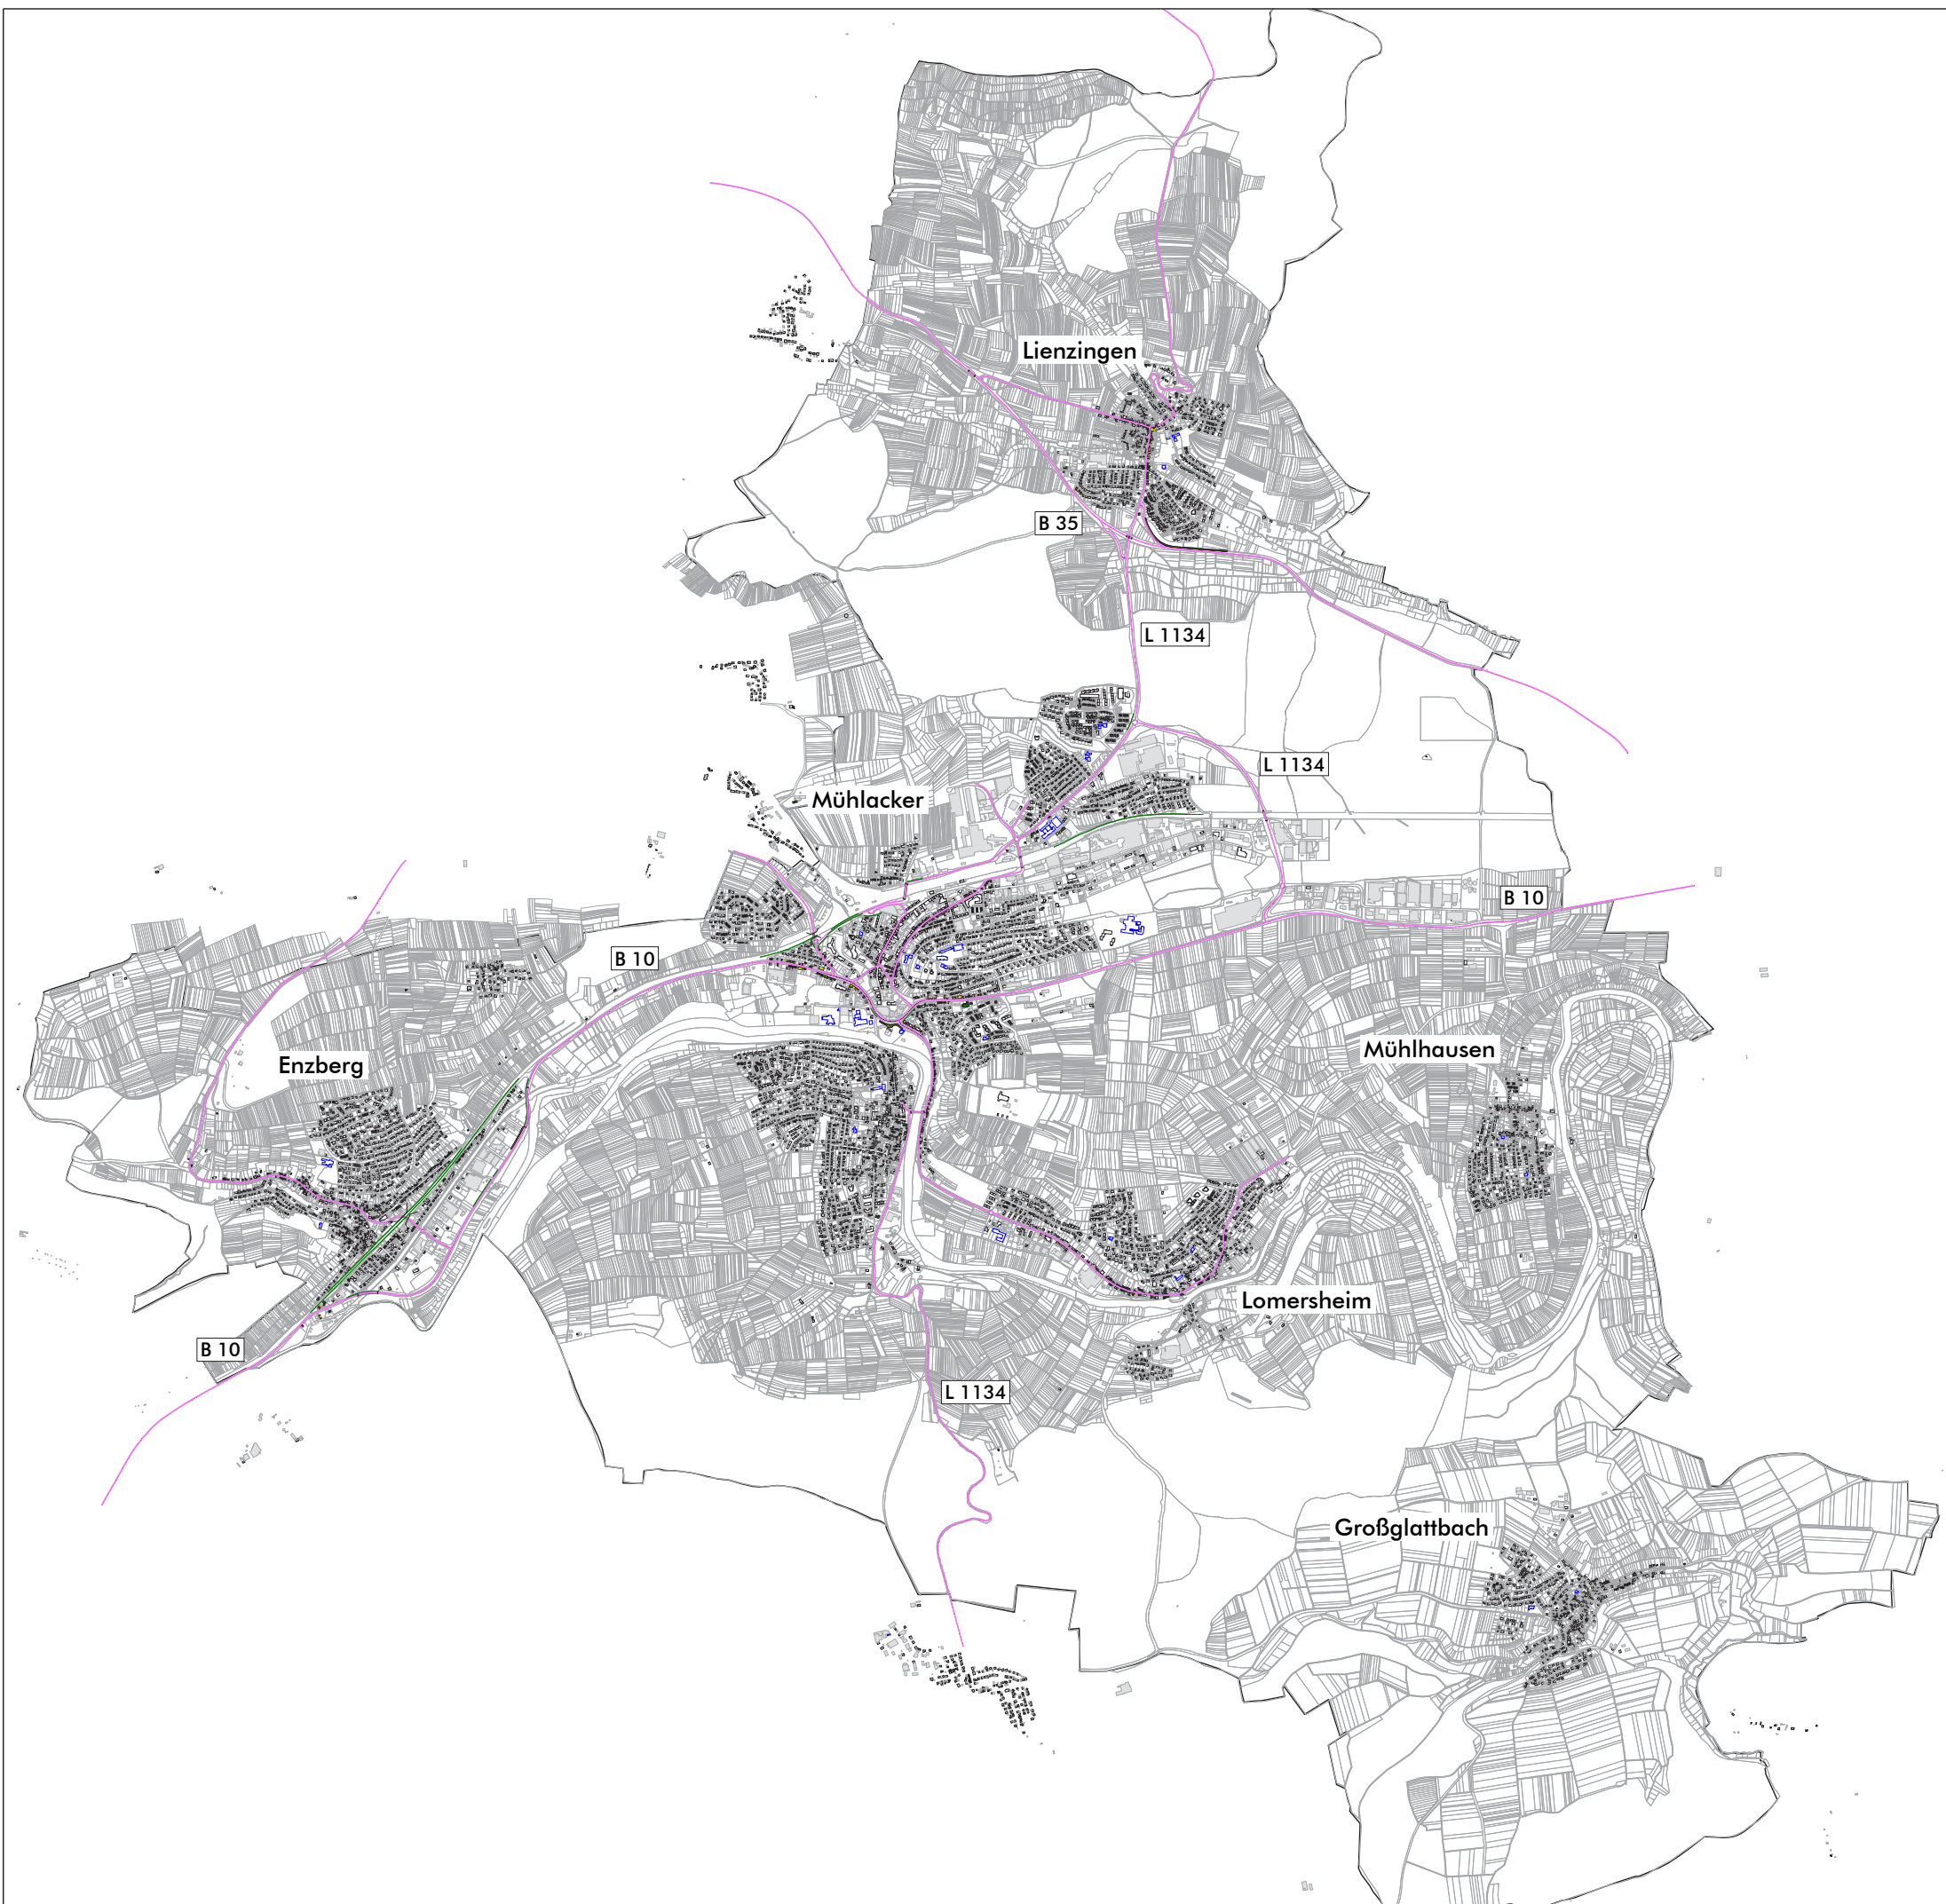 Lienzingen
B 35
L 1134
L 1134
Mühlacker
B 10
B 10
Enzberg
Mühlhausen
Lomersheim
B 10
L 1134
Großglattbach